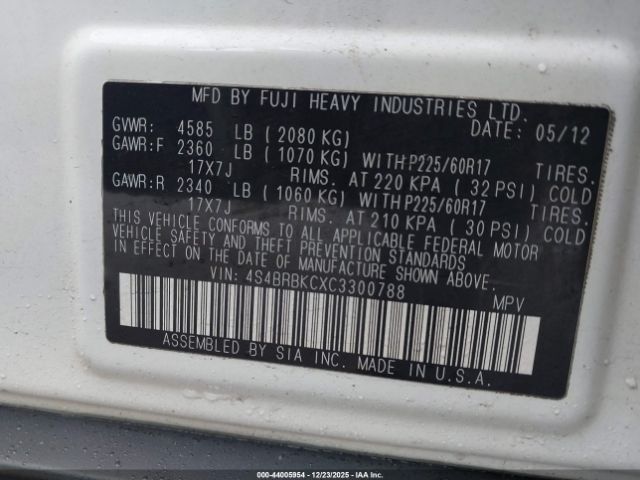 MFD BY FUJI HEAVY INDUSTRIES LTD.
GVWR: 4585 LB ( 2080 KG) DATE: 05/12
GAWR:F 2360 LB ( 1070 KG) WITH P225/60R17 TIRES.
17X7J RIMS. AT 220 KPA ( 32 PSI) COLD
GAWR:R 2340 LB ( 1060 KG) WITH P225/60R17 TIRES.
17X7J RIMS. AT 210 KPA ( 30 PSI) COLD
THIS VEHICLE CONFORMS TO ALL APPLICABLE FEDERAL MOTOR
VEHICLE SAFETY AND THEFT PREVENTION STANDARDS
IN EFFECT ON THE DATE OF MANUFACTURE SHOWN ABOVE.
VIN: 4S4BRBKCXC3300788 MPV
ASSEMBLED BY SIA INC. MADE IN U.S.A.
000-44005954 - 12/23/2025 - IAA Inc.